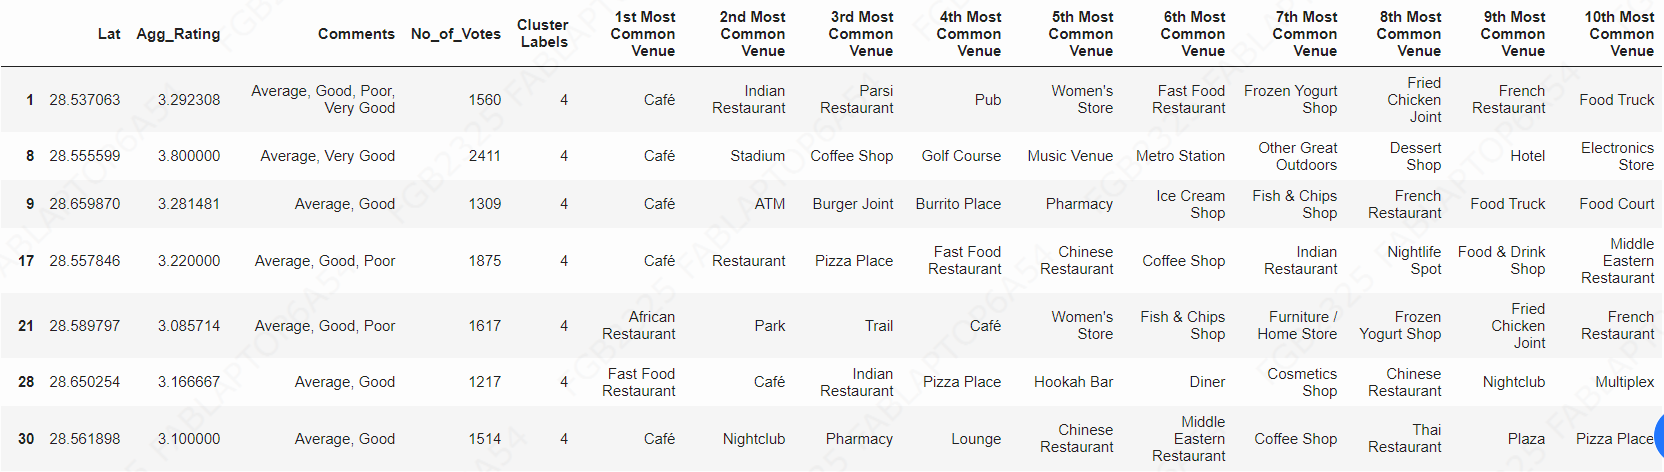 Lat Agg_Rating Comments No_of_Votes Cluster Labels 1st Most Common Venue 2nd Most Common Venue 3rd Most Common Venue 4th Most Common Venue 5th Most Common Venue 6th Most Common Venue 7th Most Common Venue 8th Most Common Venue 9th Most Common Venue 10th Most Common Venue
1 28.537063 3.292308 Average, Good, Poor, Very Good 1560 4 Café Indian Restaurant Parsi Restaurant Pub Women's Store Fast Food Restaurant Frozen Yogurt Shop Fried Chicken Joint French Restaurant Food Truck
8 28.555599 3.800000 Average, Very Good 2411 4 Café Stadium Coffee Shop Golf Course Music Venue Metro Station Other Great Outdoors Dessert Shop Hotel Electronics Store
9 28.659870 3.281481 Average, Good 1309 4 Café ATM Burger Joint Burrito Place Pharmacy Ice Cream Shop Fish & Chips Shop French Restaurant Food Truck Food Court
17 28.557846 3.220000 Average, Good, Poor 1875 4 Café Restaurant Pizza Place Fast Food Restaurant Chinese Restaurant Coffee Shop Indian Restaurant Nightlife Spot Food & Drink Shop Middle Eastern Restaurant
21 28.589797 3.085714 Average, Good, Poor 1617 4 African Restaurant Park Trail Café Women's Store Fish & Chips Shop Furniture / Home Store Frozen Yogurt Shop Fried Chicken Joint French Restaurant
28 28.650254 3.166667 Average, Good 1217 4 Fast Food Restaurant Café Indian Restaurant Pizza Place Hookah Bar Diner Cosmetics Shop Chinese Restaurant Nightclub Multiplex
30 28.561898 3.100000 Average, Good 1514 4 Café Nightclub Pharmacy Lounge Chinese Restaurant Middle Eastern Restaurant Coffee Shop Thai Restaurant Plaza Pizza Place